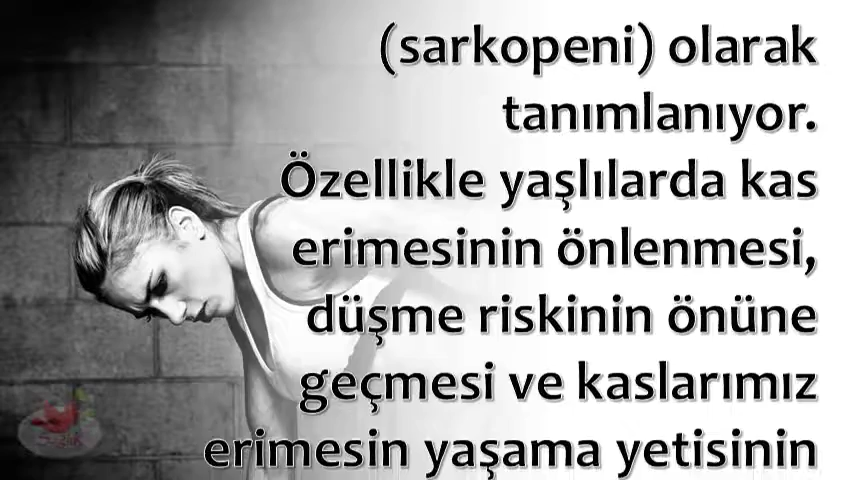 (sarkopeni) olarak
tanımlanıyor.
Özellikle yaşlılarda kas
erimesinin önlenmesi,
düşme riskinin önüne
geçmesi ve kaslarımız
erimesin yaşama yetisinin